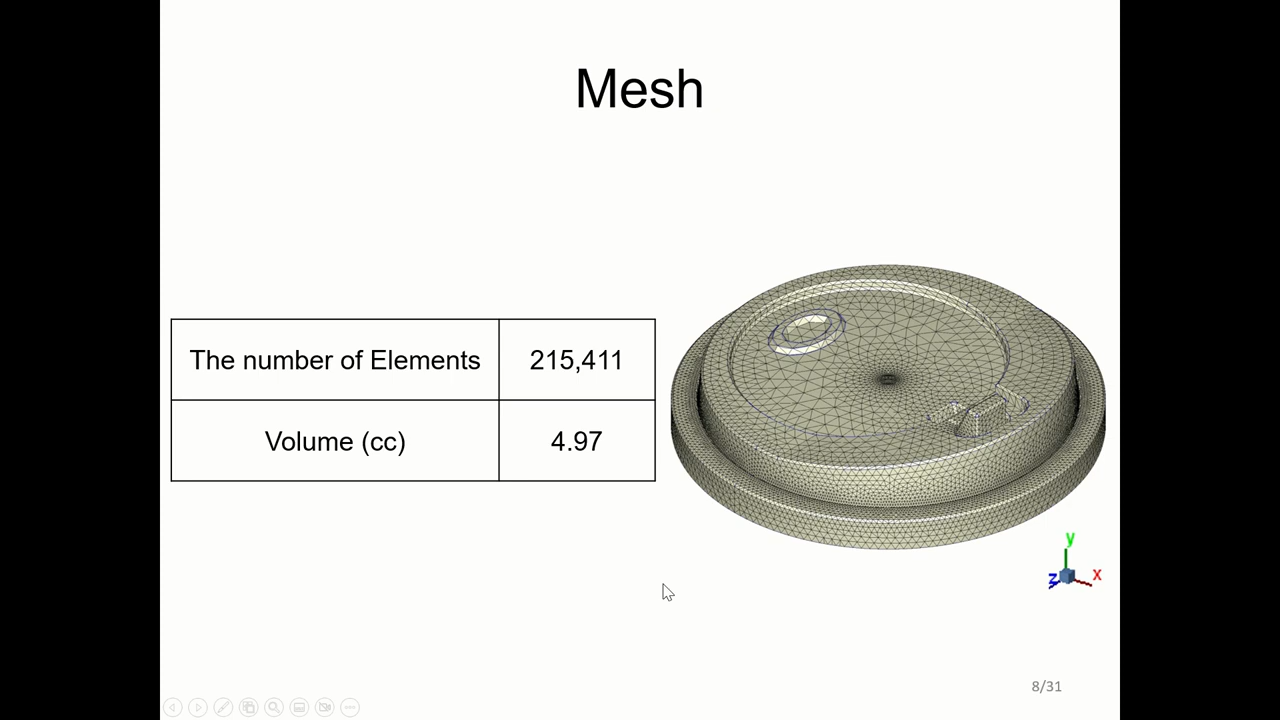 Mesh
The number of Elements 215,411
Volume (cc) 4.97
y
z x
8/31